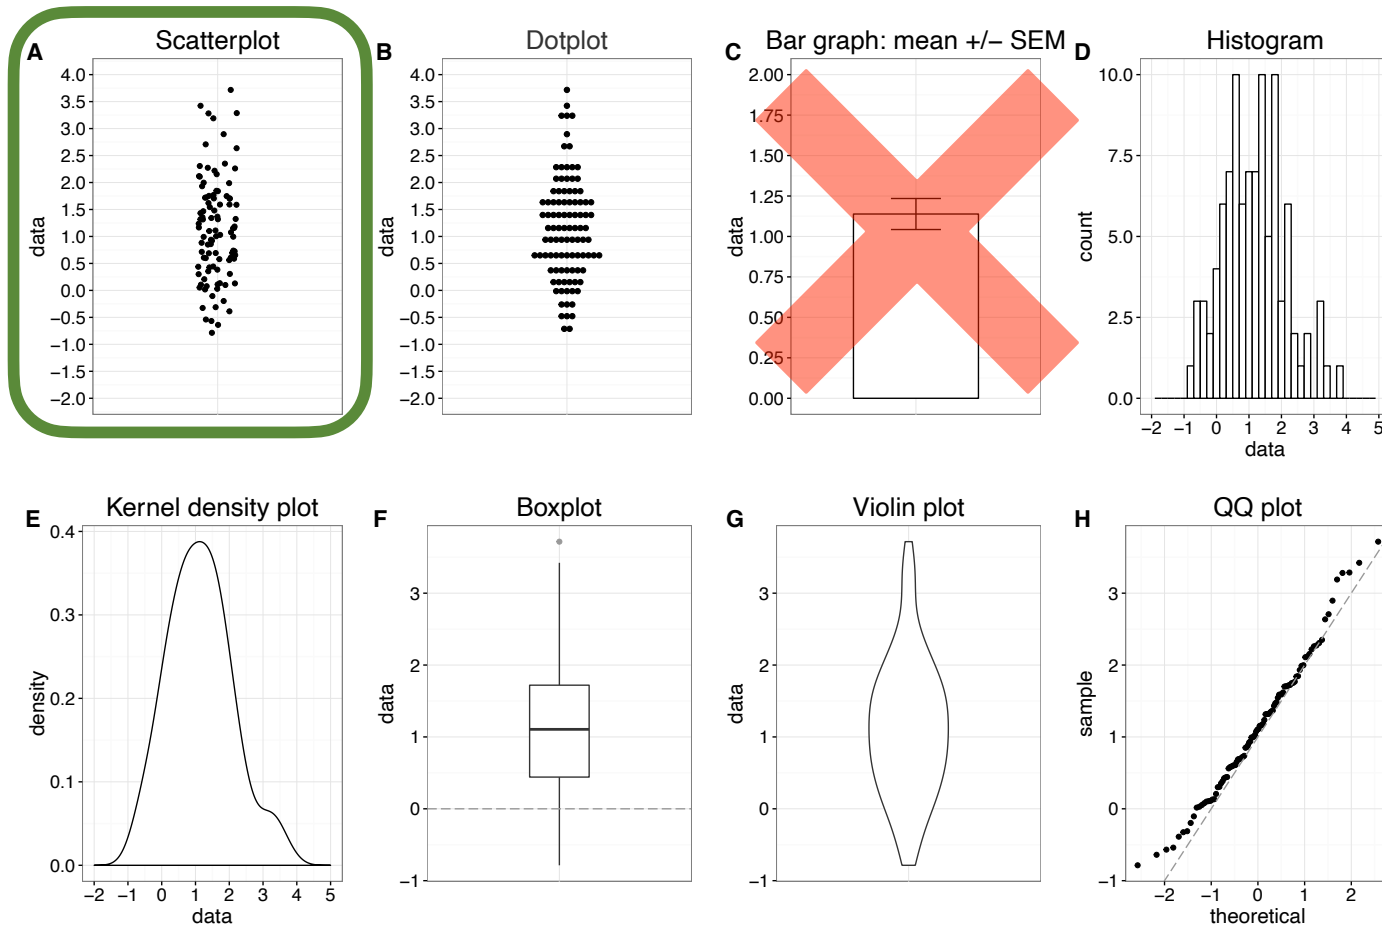 A Scatterplot
data
4.0
3.5
3.0
2.5
2.0
1.5
1.0
0.5
0.0
−0.5
−1.0
−1.5
−2.0
B Dotplot
data
4.0
3.5
3.0
2.5
2.0
1.5
1.0
0.5
0.0
−0.5
−1.0
−1.5
−2.0
C Bar graph: mean +/− SEM
data
2.00
1.75
1.50
1.25
1.00
0.75
0.50
0.25
0.00
D Histogram
count
10.0
7.5
5.0
2.5
0.0
−2 −1 0 1 2 3 4 5
data
E Kernel density plot
density
0.4
0.3
0.2
0.1
0.0
−2 −1 0 1 2 3 4 5
data
F Boxplot
data
3
2
1
0
−1
G Violin plot
data
3
2
1
0
−1
H QQ plot
sample
3
2
1
0
−1
−2 −1 0 1 2
theoretical